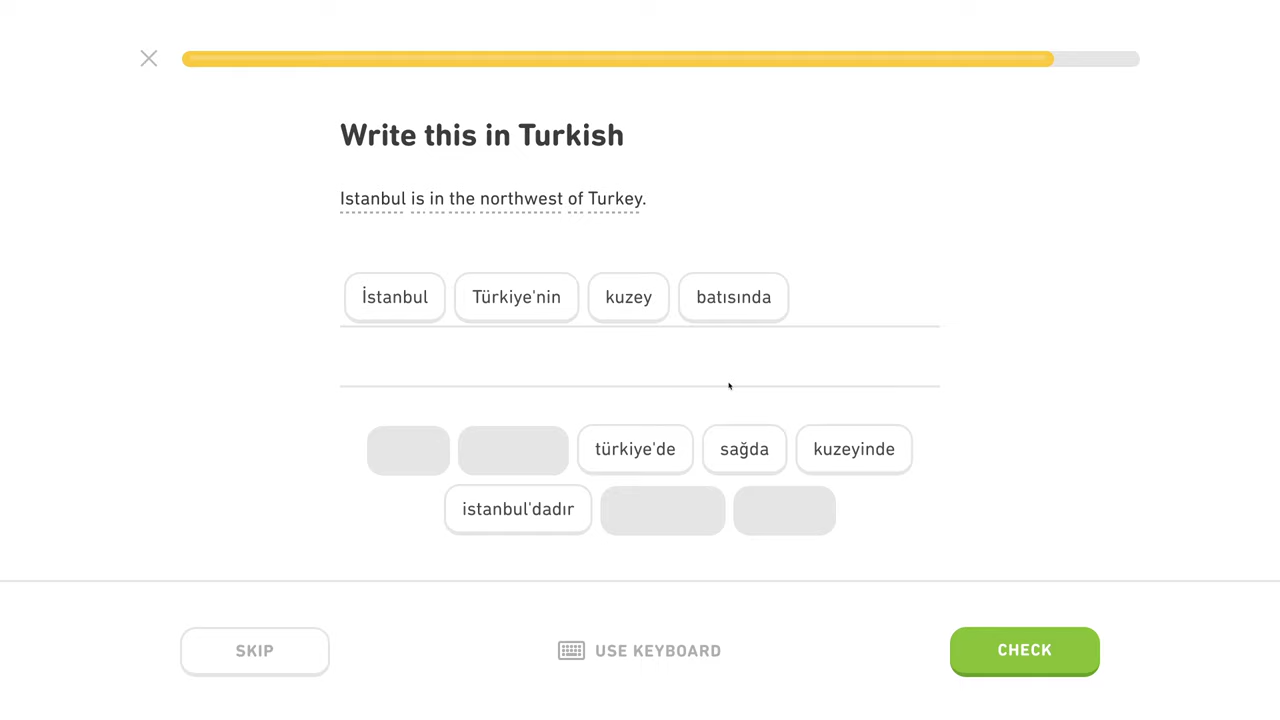 Write this in Turkish
Istanbul is in the northwest of Turkey.
İstanbul Türkiye'nin kuzey batısında
türkiye'de sağda kuzeyinde
istanbul'dadır
SKIP USE KEYBOARD CHECK